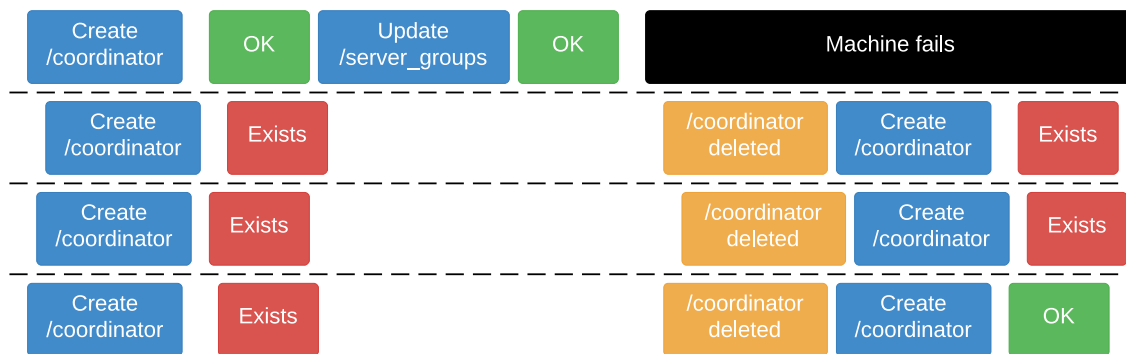 Create
/coordinator
OK
Update
/server_groups
OK
Machine fails
Create
/coordinator
Exists
/coordinator
deleted
Create
/coordinator
Exists
Create
/coordinator
Exists
/coordinator
deleted
Create
/coordinator
Exists
Create
/coordinator
Exists
/coordinator
deleted
Create
/coordinator
OK